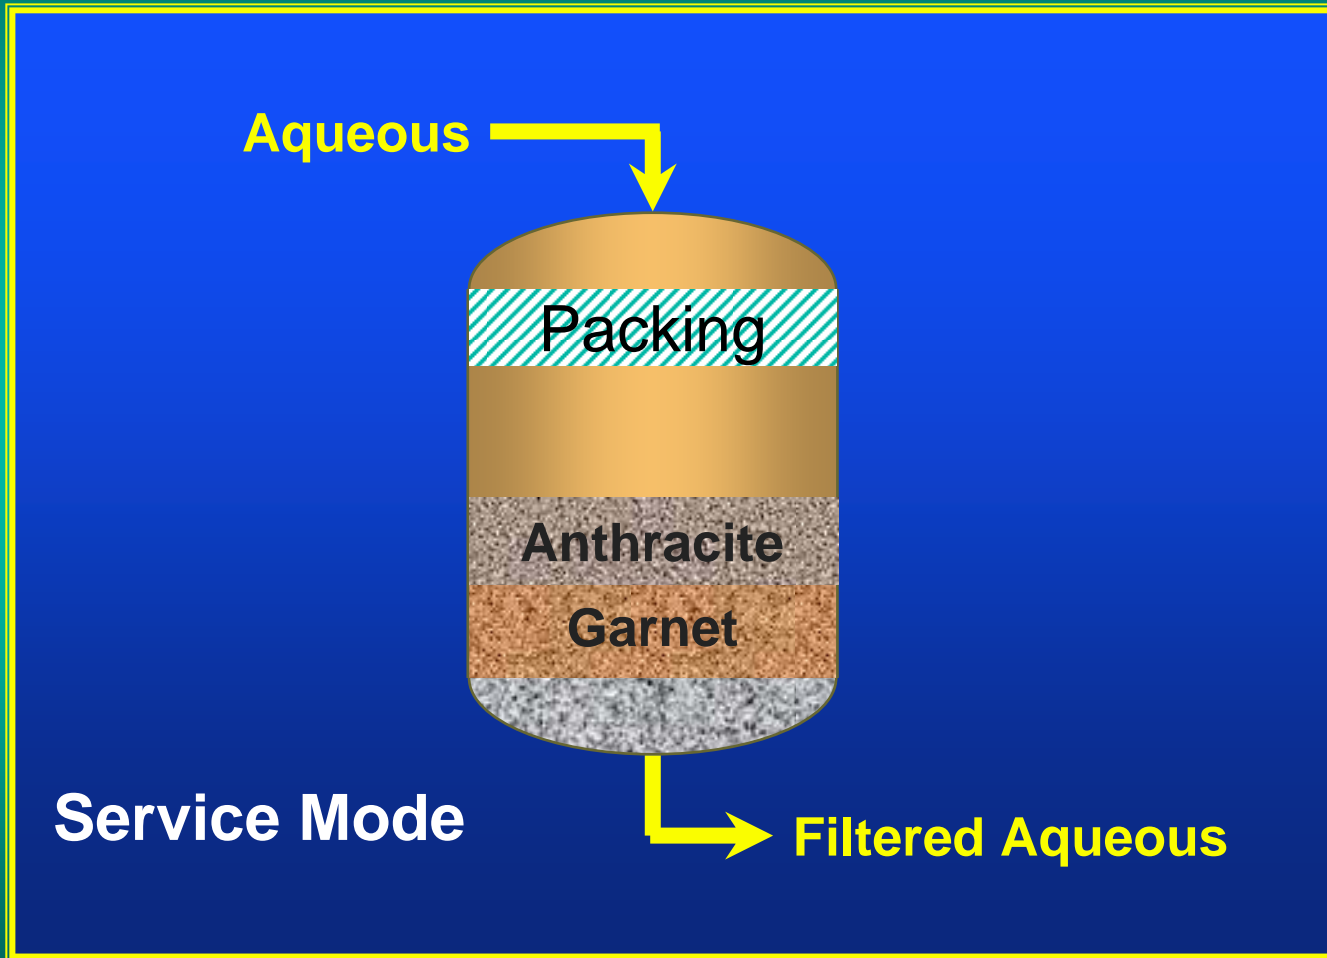 Aqueous
Packing
Anthracite
Garnet
Service Mode
Filtered Aqueous